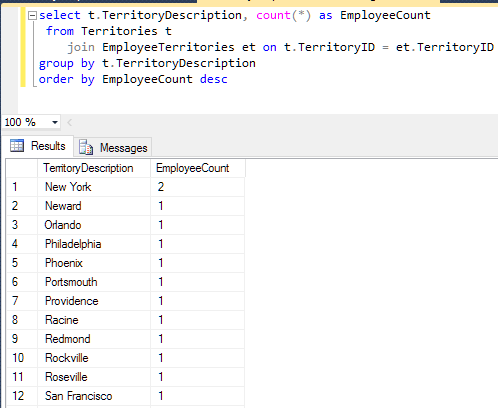 select t.TerritoryDescription, count(*) as EmployeeCount
from Territories t
join EmployeeTerritories et on t.TerritoryID = et.TerritoryID
group by t.TerritoryDescription
order by EmployeeCount desc
100 %
Results Messages
TerritoryDescription EmployeeCount
1 New York 2
2 Neward 1
3 Orlando 1
4 Philadelphia 1
5 Phoenix 1
6 Portsmouth 1
7 Providence 1
8 Racine 1
9 Redmond 1
10 Rockville 1
11 Roseville 1
12 San Francisco 1